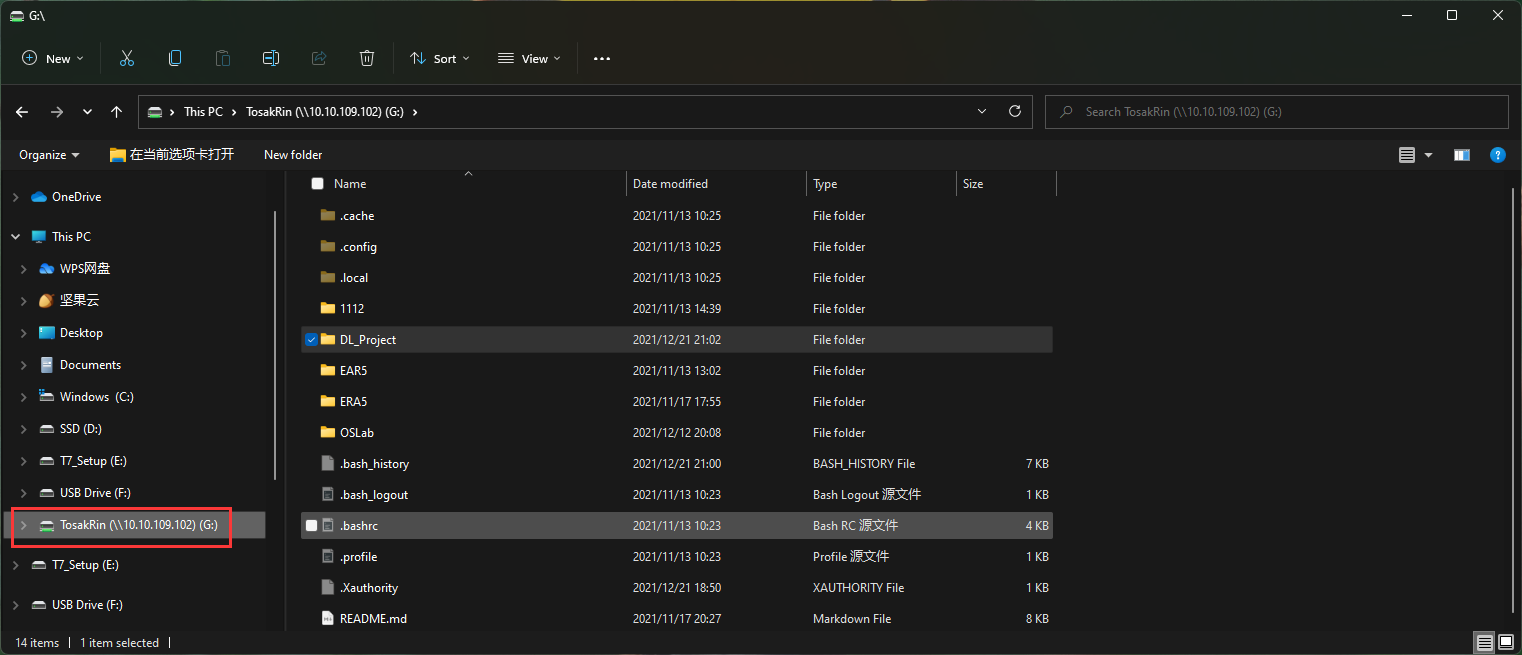 G:\
New Sort View
This PC TosakRin (\\10.10.109.102) (G:) Search TosakRin (\\10.10.109.102) (G:)
Organize 在当前选项卡打开 New folder
OneDrive
This PC
WPS网盘
坚果云
Desktop
Documents
Windows (C:)
SSD (D:)
T7_Setup (E:)
USB Drive (F:)
TosakRin (\\10.10.109.102) (G:)
T7_Setup (E:)
USB Drive (F:)
Name Date modified Type Size
.cache 2021/11/13 10:25 File folder
.config 2021/11/13 10:25 File folder
.local 2021/11/13 10:25 File folder
1112 2021/11/13 14:39 File folder
DL_Project 2021/12/21 21:02 File folder
EAR5 2021/11/13 13:02 File folder
ERA5 2021/11/17 17:55 File folder
OSLab 2021/12/12 20:08 File folder
.bash_history 2021/12/21 21:00 BASH_HISTORY File 7 KB
.bash_logout 2021/11/13 10:23 Bash Logout 源文件 1 KB
.bashrc 2021/11/13 10:23 Bash RC 源文件 4 KB
.profile 2021/11/13 10:23 Profile 源文件 1 KB
.Xauthority 2021/12/21 18:50 XAUTHORITY File 1 KB
README.md 2021/11/17 20:27 Markdown File 8 KB
14 items 1 item selected